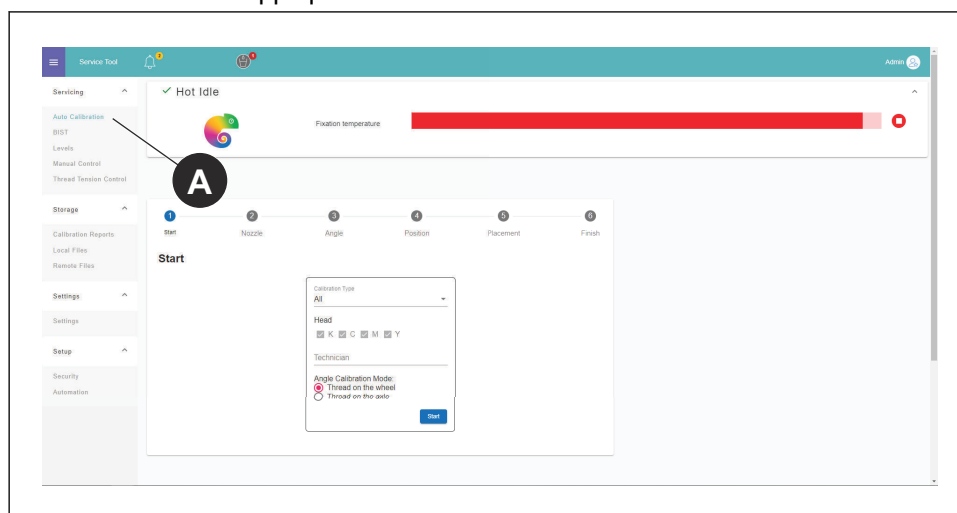 Service Tool
Admin
Servicing
Auto Calibration
BIST
Levels
Manual Control
Thread Tension Control
Storage
Calibration Reports
Local Files
Remote Files
Settings
Settings
Setup
Security
Automation
Hot Idle
Fixation temperature
A
1 2 3 4 5 6
Start Nozzle Angle Position Placement Finish
Start
Calibration Type
All
Head
K C M Y
Technician
Angle Calibration Mode:
Thread on the wheel
Thread on the axle
Start